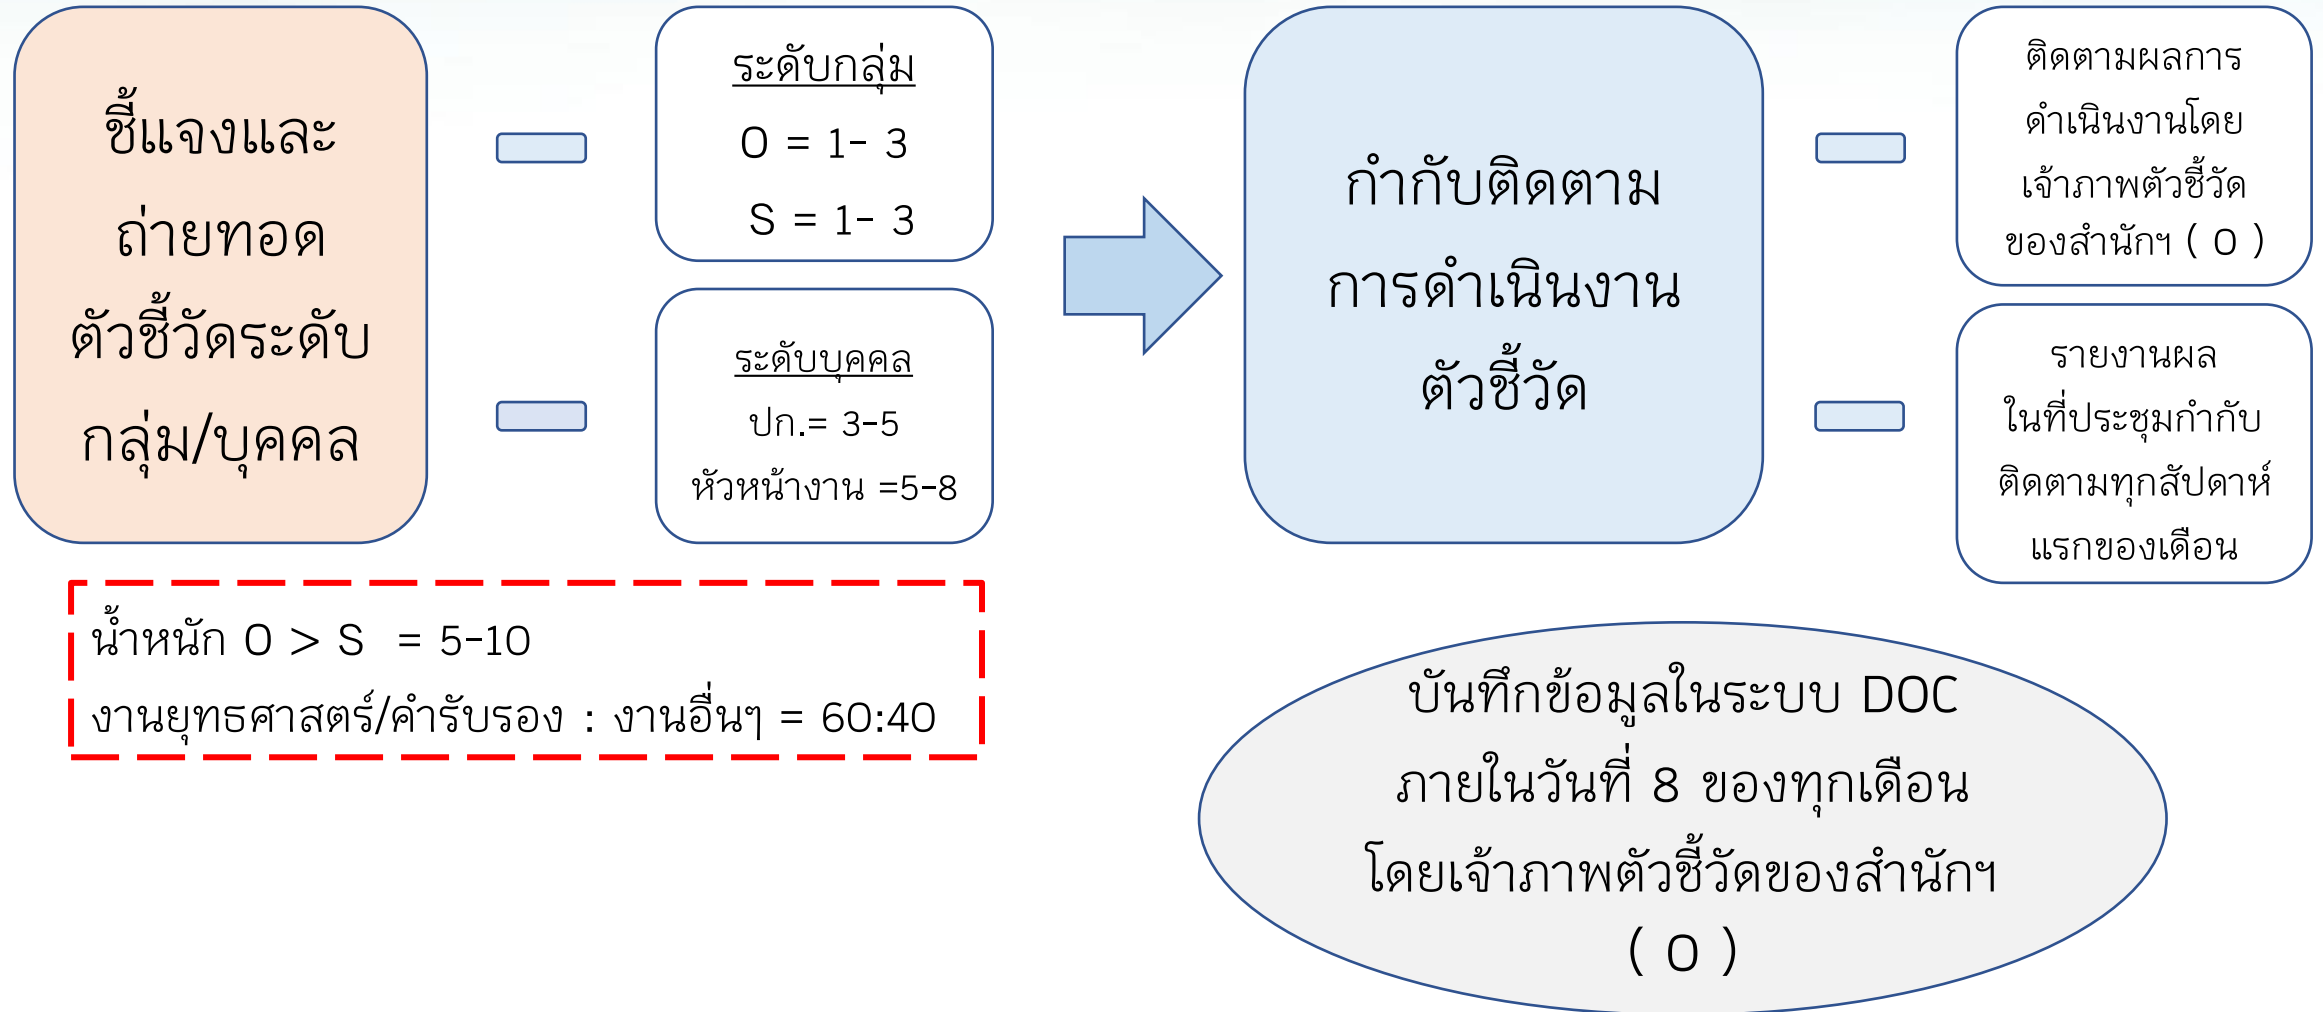 ชี้แจงและ
ถ่ายทอด
ตัวชี้วัดระดับ
กลุ่ม/บุคคล
ระดับกลุ่ม
O = 1- 3
S = 1- 3
ระดับบุคคล
ปก.= 3-5
หัวหน้างาน =5-8
น้ำหนัก O > S = 5-10
งานยุทธศาสตร์/คำรับรอง : งานอื่นๆ = 60:40
กำกับติดตาม
การดำเนินงาน
ตัวชี้วัด
ติดตามผลการ
ดำเนินงานโดย
เจ้าภาพตัวชี้วัด
ของสำนักฯ ( O )
รายงานผล
ในที่ประชุมกำกับ
ติดตามทุกสัปดาห์
แรกของเดือน
บันทึกข้อมูลในระบบ DOC
ภายในวันที่ 8 ของทุกเดือน
โดยเจ้าภาพตัวชี้วัดของสำนักฯ
( O )